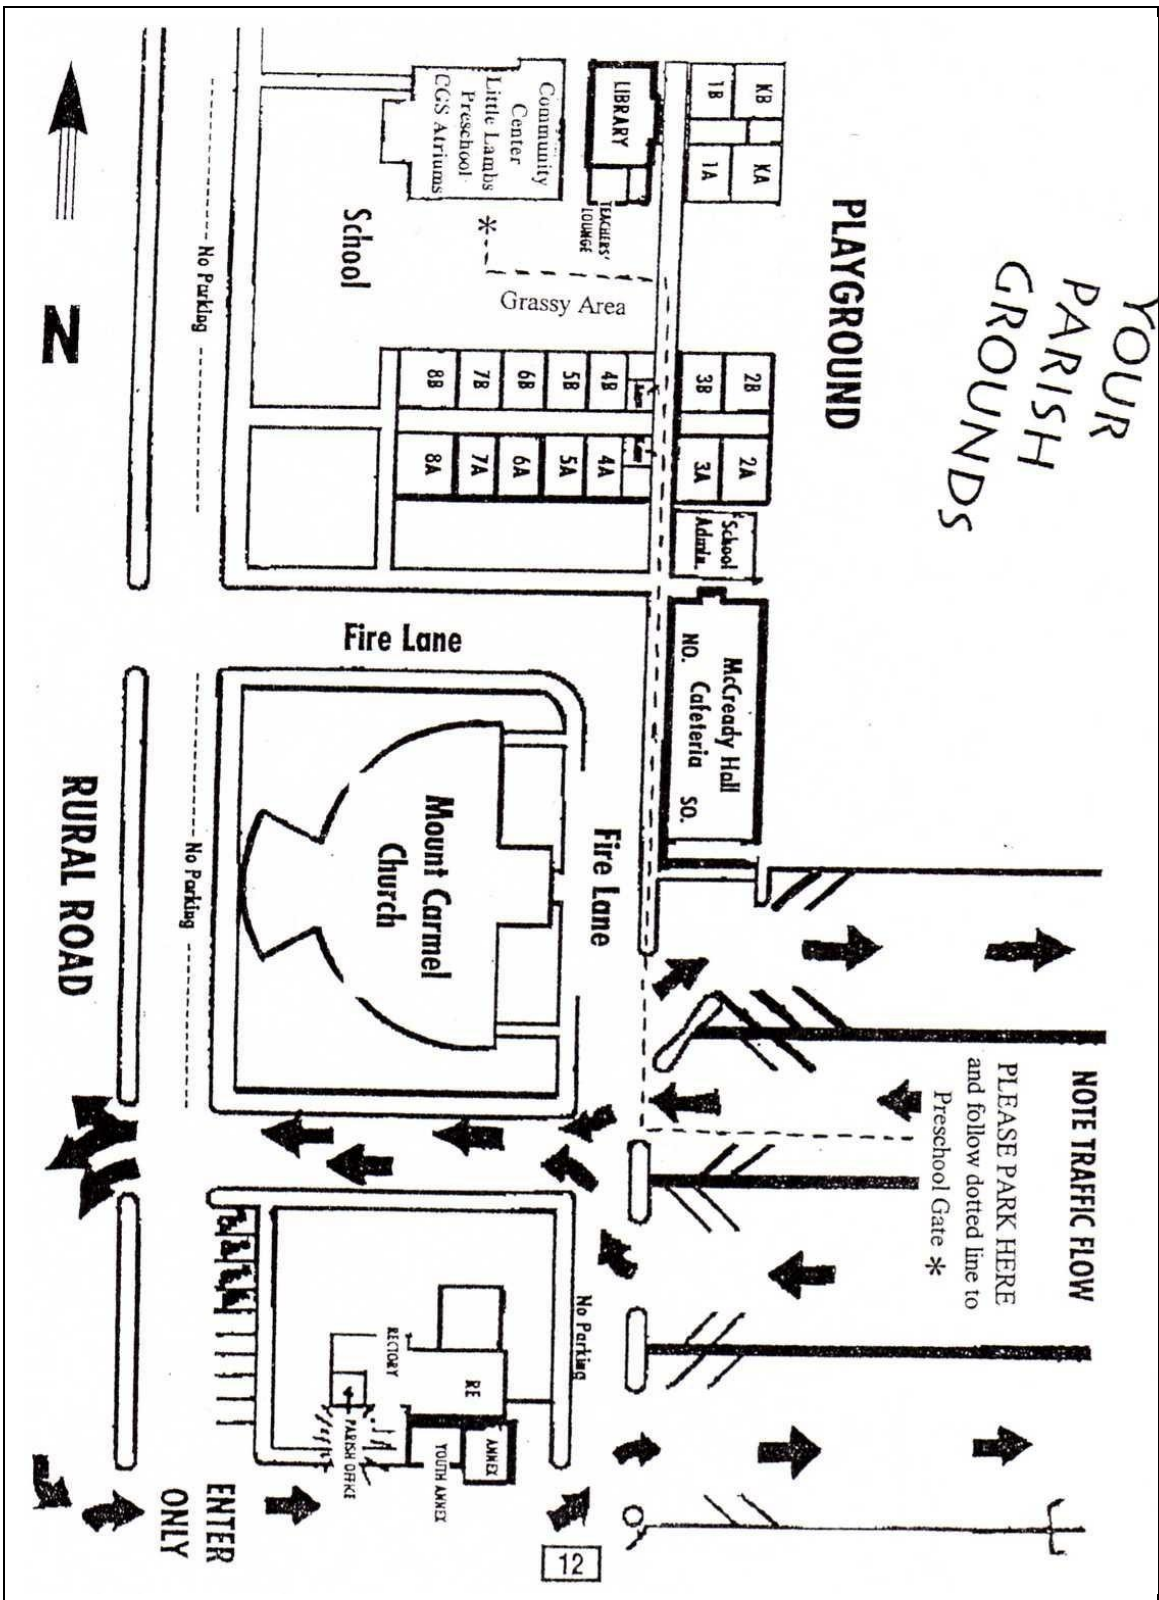 YOUR
PARISH
GROUNDS
PLAYGROUND
KB
KA
1B
1A
LIBRARY
TEACHERS'
LOUNGE
Community
Center
Little Lambs
Preschool
CGS Atriums
*
Grassy Area
School
2B
3B
4B
5B
6B
7B
8B
2A
3A
4A
5A
6A
7A
8A
School
Admin.
McCready Hall
NO. Cafeteria SO.
Fire Lane
Fire Lane
Mount Carmel
Church
No Parking
No Parking
N
RURAL ROAD
NOTE TRAFFIC FLOW
PLEASE PARK HERE
and follow dotted line to
Preschool Gate *
No Parking
RE
RECTORY
ANNEX
YOUTH ANNEX
PARISH OFFICE
ENTER
ONLY
12